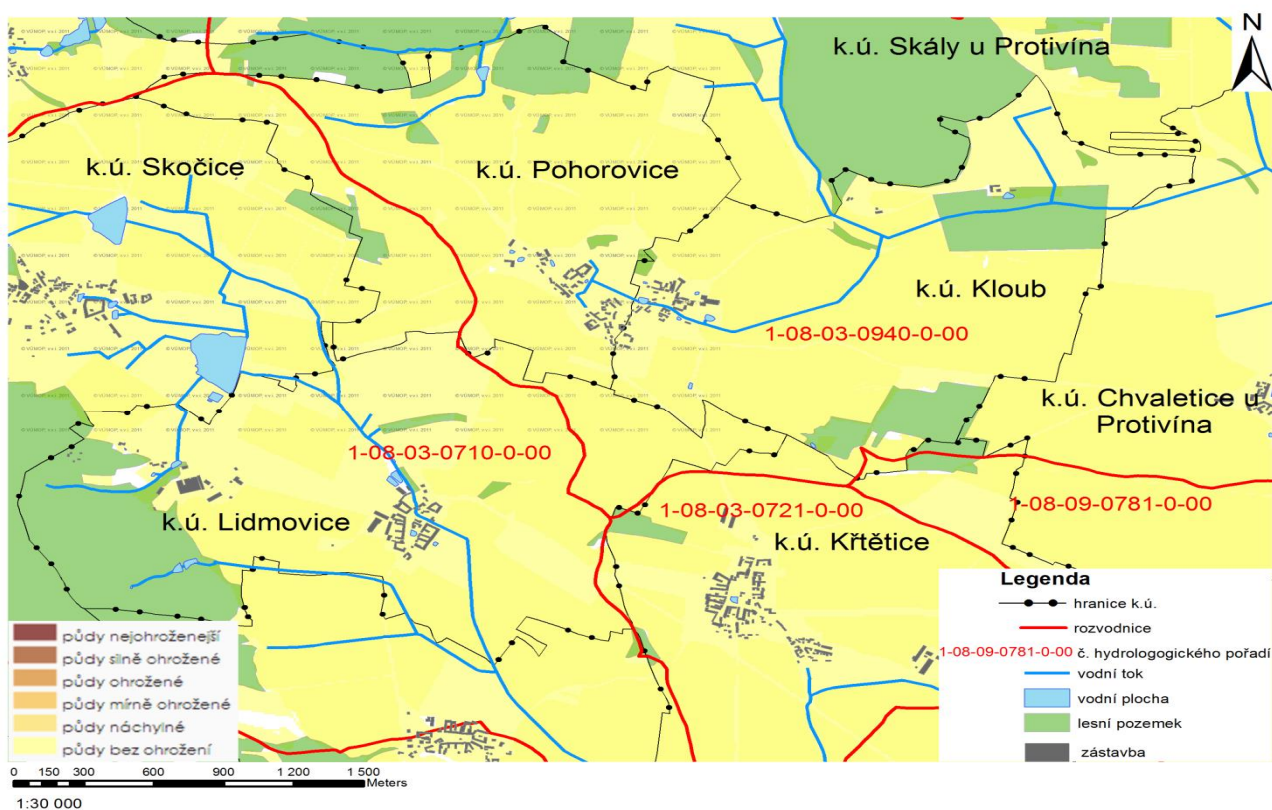 N
k.ú. Skály u Protivína
© VÚMOP, v.v.i. 2011
k.ú. Skočice
k.ú. Pohorovice
k.ú. Kloub
1-08-03-0940-0-00
k.ú. Chvaletice u
Protivína
1-08-03-0710-0-00
1-08-03-0721-0-00
1-08-09-0781-0-00
k.ú. Lidmovice
k.ú. Křtětice
Legenda
hranice k.ú.
rozvodnice
1-08-09-0781-0-00 č. hydrologogického pořadí
vodní tok
vodní plocha
lesní pozemek
zástavba
půdy nejohroženejší
půdy silně ohrožené
půdy ohrožené
půdy mírně ohrožené
půdy náchylné
půdy bez ohrožení
0 150 300 600 900 1 200 1 500
Meters
1:30 000